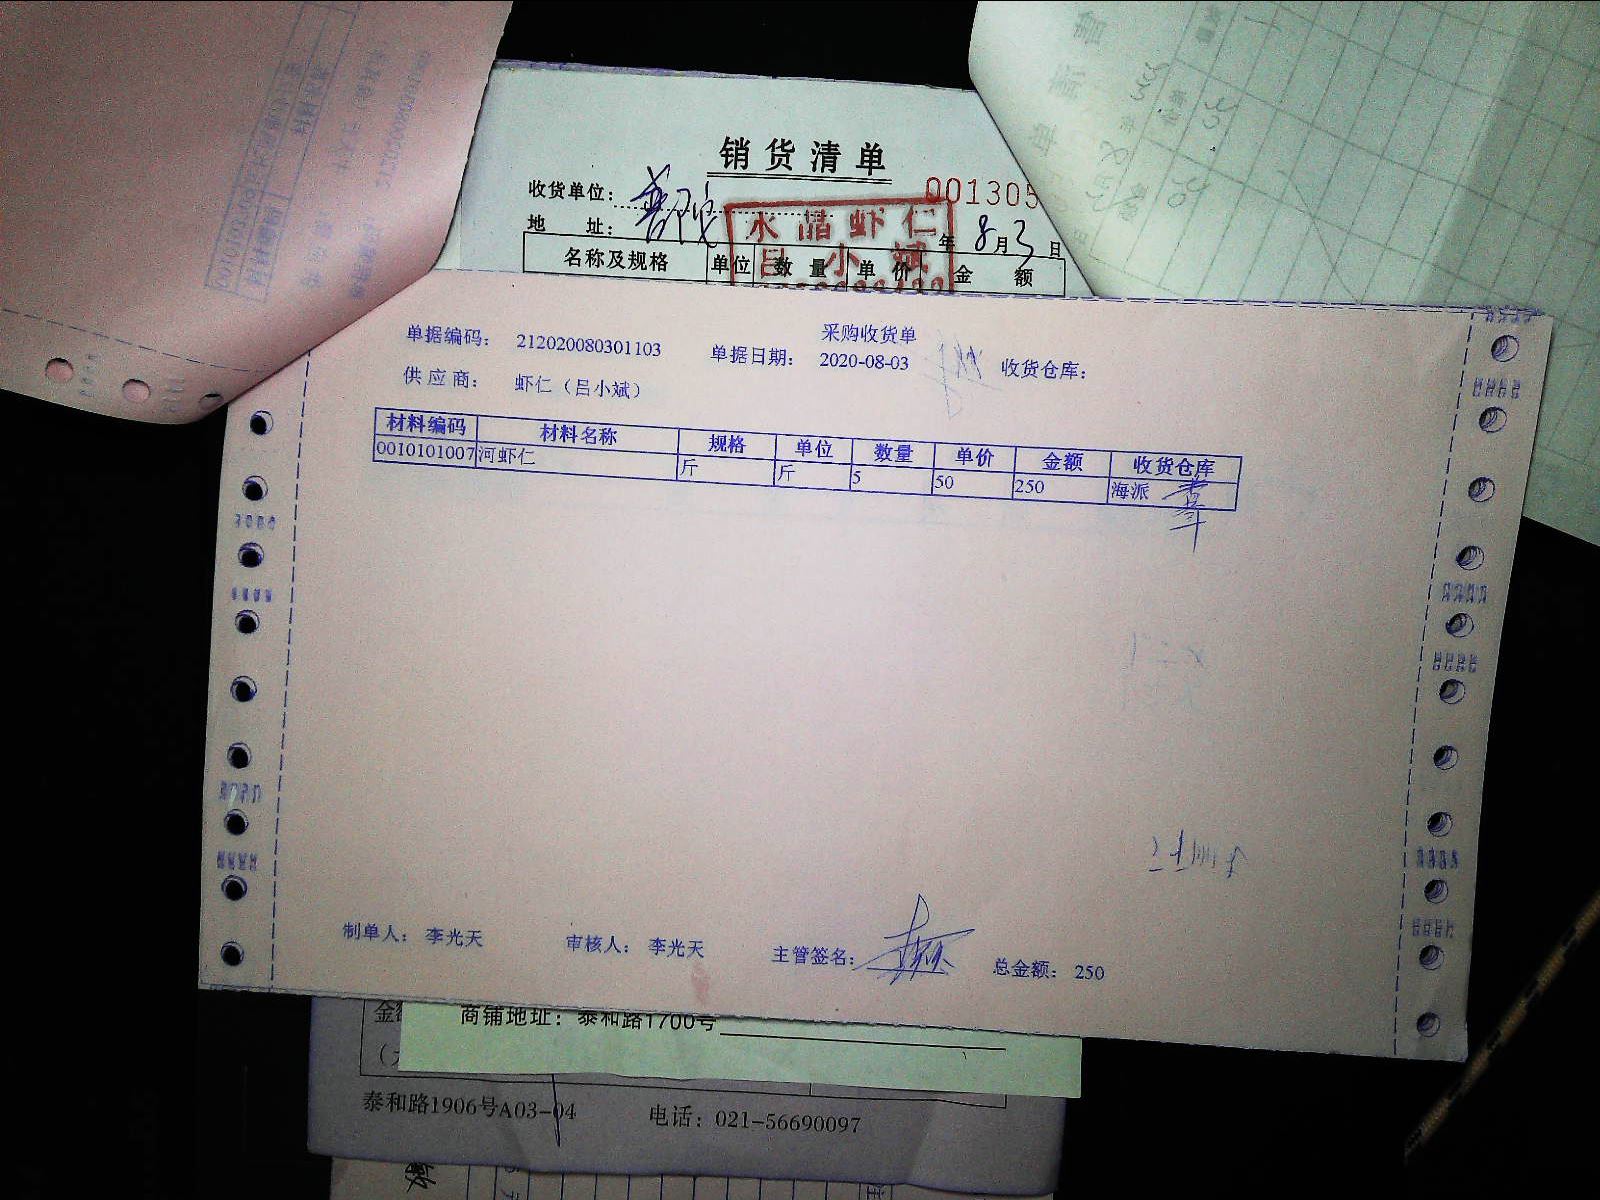 销货清单
收货单位：
001305
地 址：
年 8月3日
水晶虾仁
吕小斌
名称及规格 单位 数量 单价 金额
采购收货单
单据编码： 212020080301103 单据日期： 2020-08-03 收货仓库：
供应商： 虾仁（吕小斌）
材料编码 材料名称 规格 单位 数量 单价 金额 收货仓库
0010101007 河虾仁 斤 斤 5 50 250 海派
制单人： 李光天 审核人： 李光天 主管签名： 总金额： 250
商铺地址：泰和路1700号
泰和路1906号A03-04 电话：021-56690097